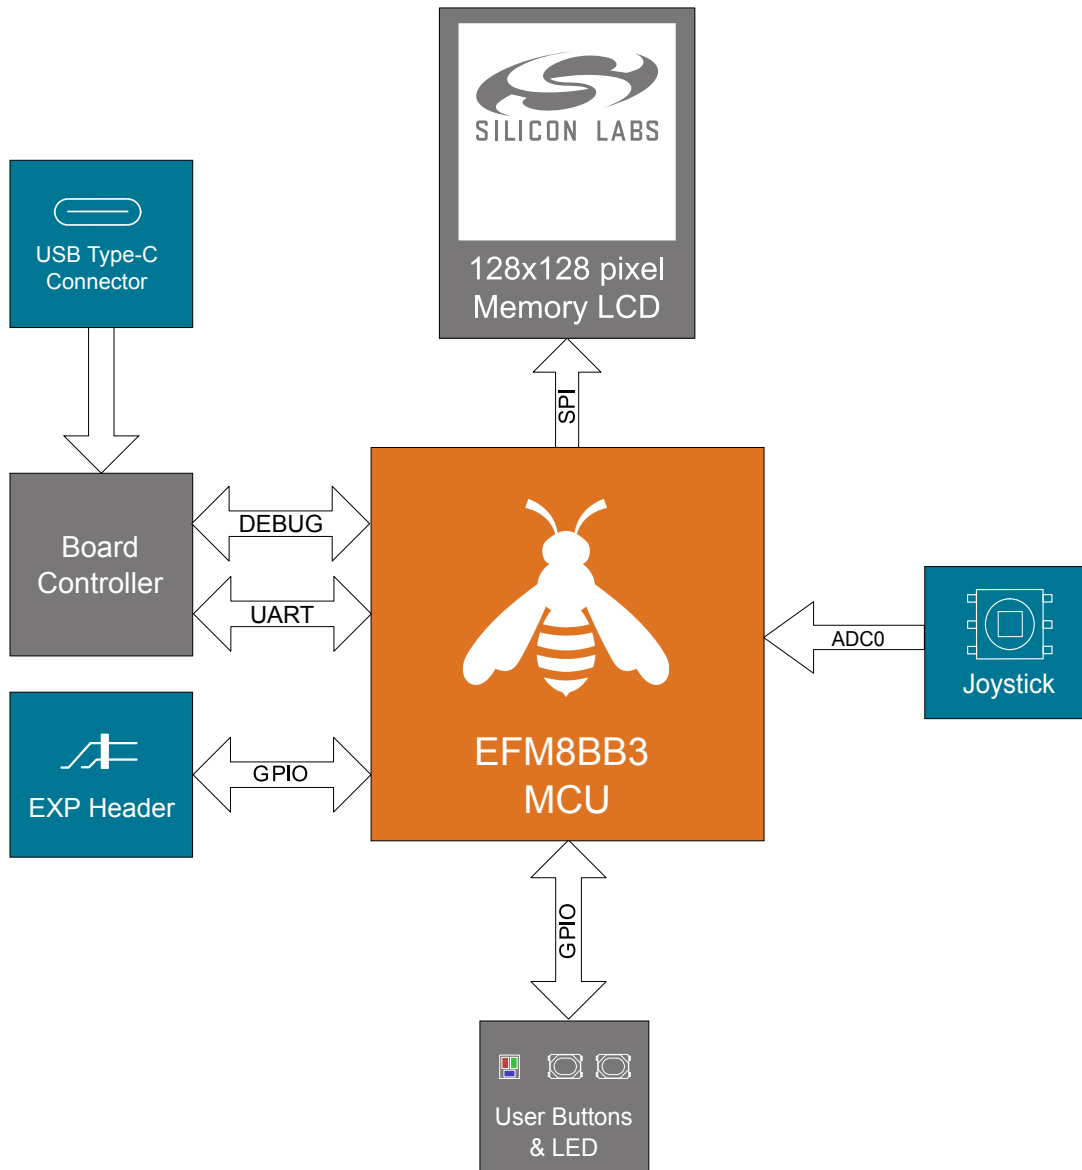 SILICON LABS
128x128 pixel
Memory LCD
USB Type-C
Connector
SPI
Board
Controller
DEBUG
UART
EFM8BB3
MCU
ADC0
Joystick
EXP Header
GPIO
GPIO
User Buttons
& LED